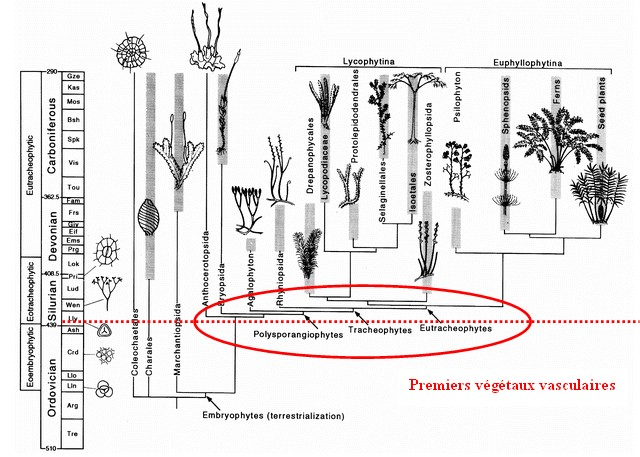 Lycophytina
Euphyllophytina
290
362.5
408.5
439
510
Eutracheophytic
Eotracheophytic
Eoembryophytic
Carboniferous
Devonian
Silurian
Ordovician
Gze
Kas
Mos
Bsh
Spk
Vis
Tou
Fam
Frs
Giv
Eif
Ems
Prg
Lok
Pri
Lud
Wen
Lly
Ash
Crd
Llo
Lln
Arg
Tre
Coleochaetales
Charales
Marchantiopsida
Anthocerotopsida
Bryopsida
Aglaophyton
Rhyniopsida
Drepanophycales
Lycopodiaceae
Protolepidodendrales
Selaginellales
Isoetales
Zosterophyllopsida
Psilophyton
Sphenopsids
Ferns
Seed plants
Polysporangiophytes
Tracheophytes
Eutracheophytes
Embryophytes (terrestrialization)
Premiers végétaux vasculaires